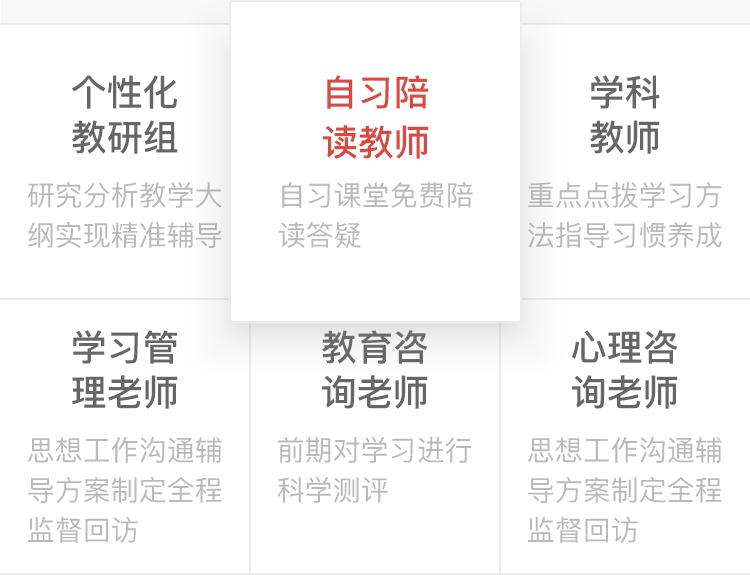 个性化
教研组
研究分析教学大
纲实现精准辅导
自习陪
读教师
自习课堂免费陪
读答疑
学科
教师
重点点拨学习方
法指导习惯养成
学习管
理老师
思想工作沟通辅
导方案制定全程
监督回访
教育咨
询老师
前期对学习进行
科学测评
心理咨
询老师
思想工作沟通辅
导方案制定全程
监督回访